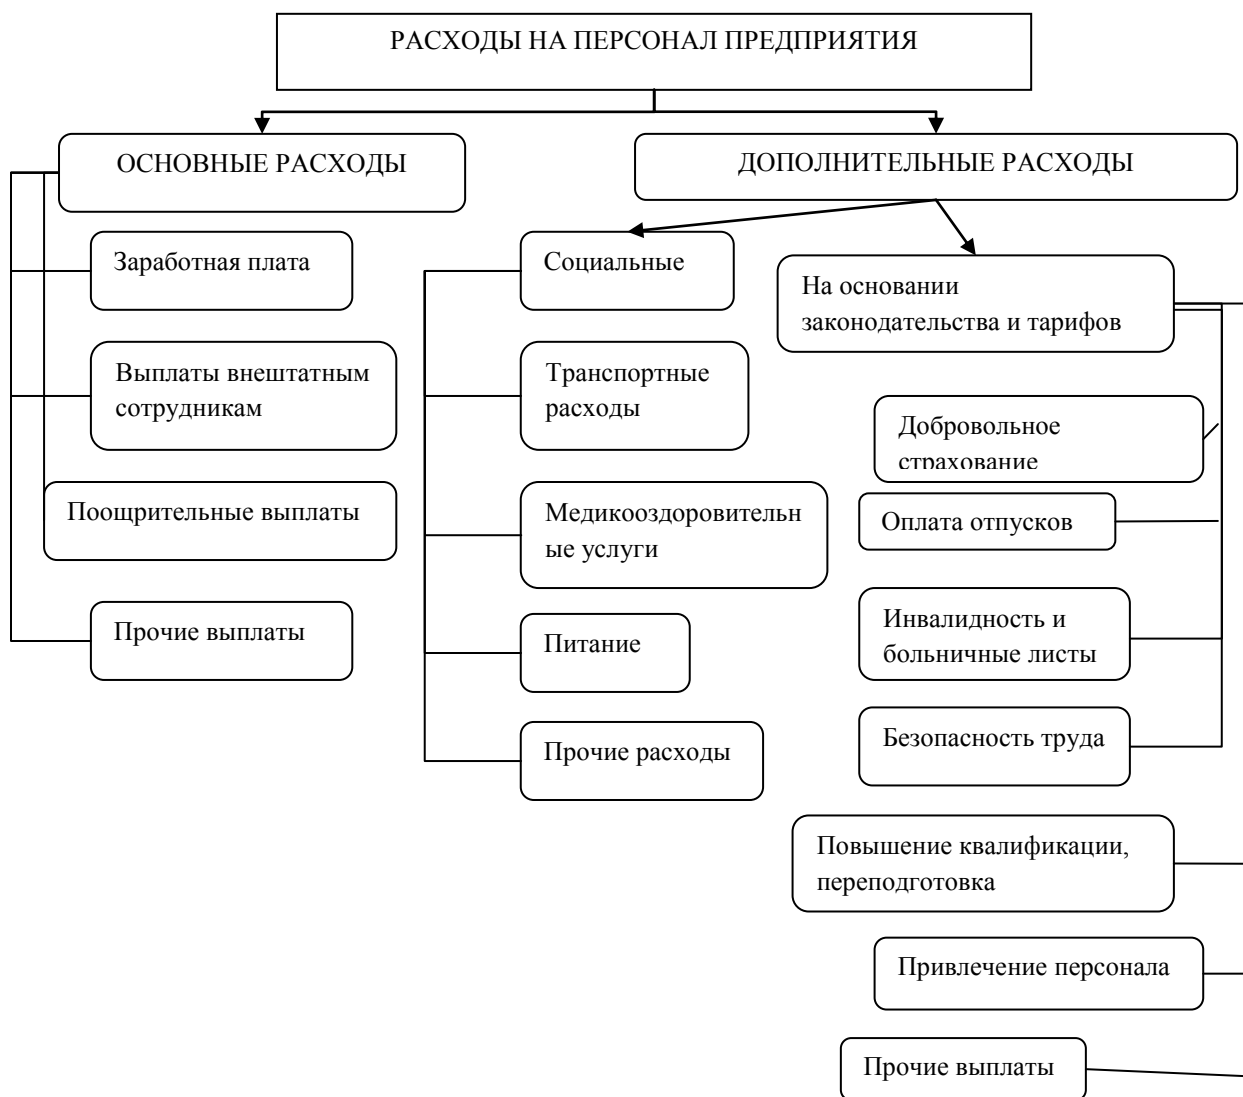 РАСХОДЫ НА ПЕРСОНАЛ ПРЕДПРИЯТИЯ
ОСНОВНЫЕ РАСХОДЫ
ДОПОЛНИТЕЛЬНЫЕ РАСХОДЫ
Заработная плата
Выплаты внештатным
сотрудникам
Поощрительные выплаты
Прочие выплаты
Социальные
Транспортные
расходы
Медикооздоровительн
ые услуги
Питание
Прочие расходы
На основании
законодательства и тарифов
Добровольное
страхование
Оплата отпусков
Инвалидность и
больничные листы
Безопасность труда
Повышение квалификации,
переподготовка
Привлечение персонала
Прочие выплаты